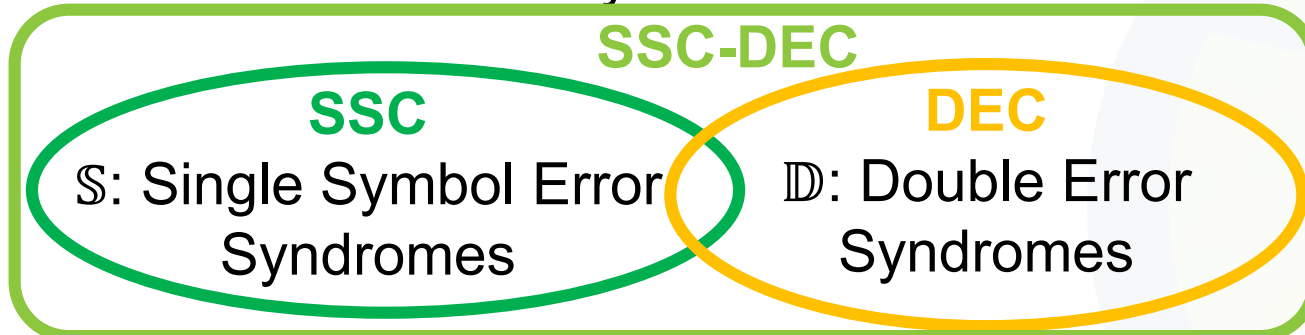 SSC-DEC
SSC
𝕊: Single Symbol Error
Syndromes
DEC
𝔻: Double Error
Syndromes